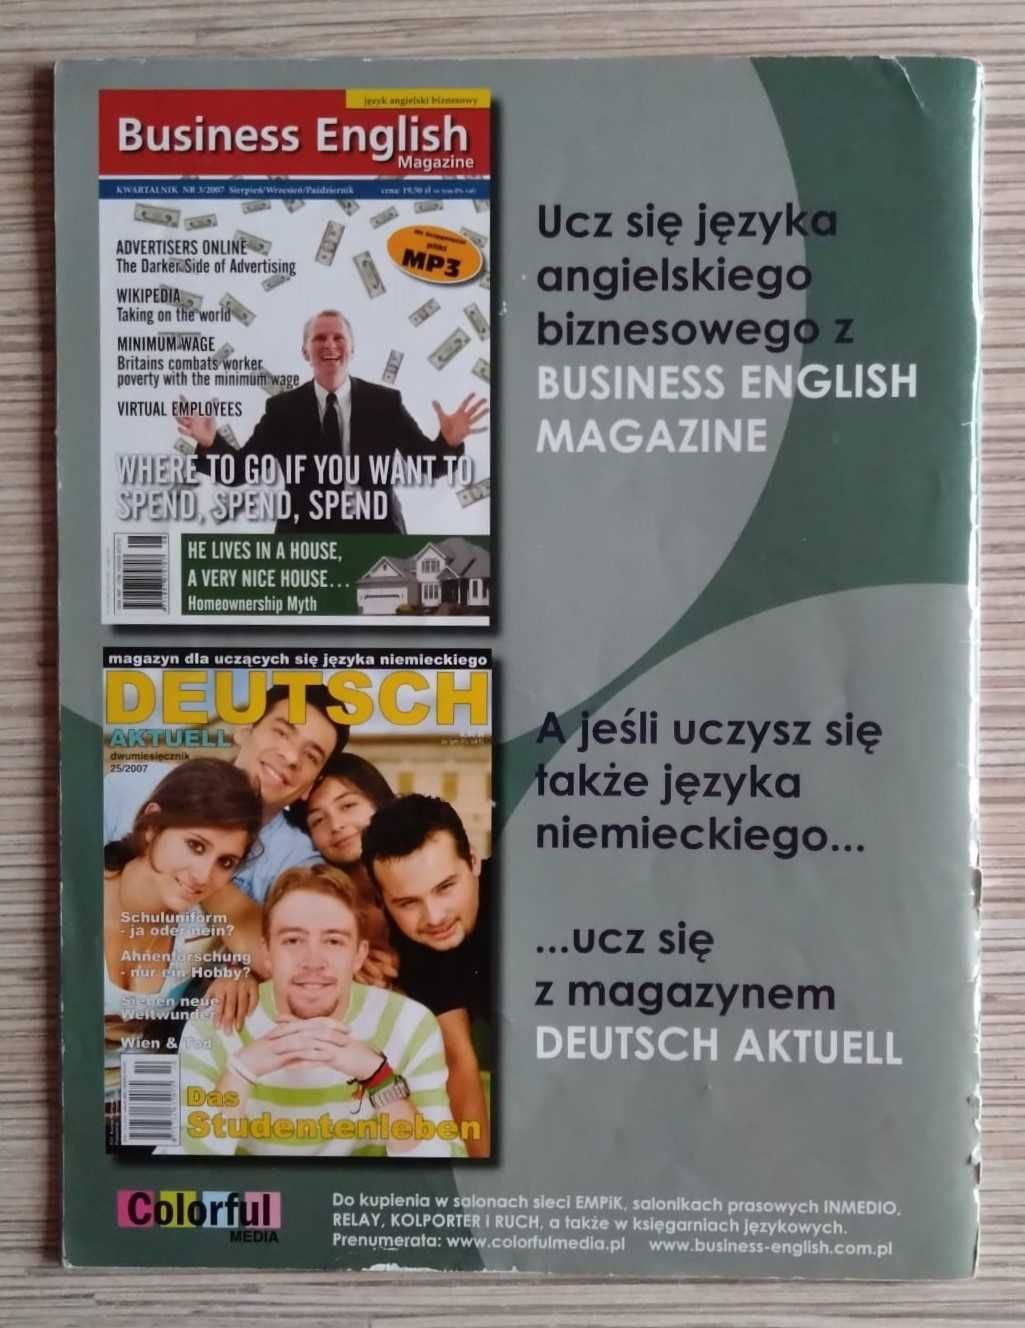 język angielski biznesowy
Business English
Magazine
KWARTALNIK NR 3/2007 Sierpień/Wrzesień/Październik cena: 19,50 zł
MP3
ADVERTISERS ONLINE
The Darker Side of Advertising
WIKIPEDIA
Taking on the world
MINIMUM WAGE
Britains combats worker
poverty with the minimum wage
VIRTUAL EMPLOYEES
WHERE TO GO IF YOU WANT TO
SPEND, SPEND, SPEND
HE LIVES IN A HOUSE,
A VERY NICE HOUSE...
Homeownership Myth
Ucz się języka
angielskiego
biznesowego z
BUSINESS ENGLISH
MAGAZINE
magazyn dla uczących się języka niemieckiego
DEUTSCH
AKTUELL
dwumiesięcznik
25/2007
Schuluniform
- ja oder nein?
Ahnenforschung
- nur ein Hobby?
Sieben neue
Weltwunder
Wien & Tod
Das
Studentenleben
A jeśli uczysz się
także języka
niemieckiego...
...ucz się
z magazynem
DEUTSCH AKTUELL
Colorful
MEDIA
Do kupienia w salonach sieci EMPiK, salonikach prasowych INMEDIO,
RELAY, KOLPORTER i RUCH, a także w księgarniach językowych.
Prenumerata: www.colorfulmedia.pl www.business-english.com.pl